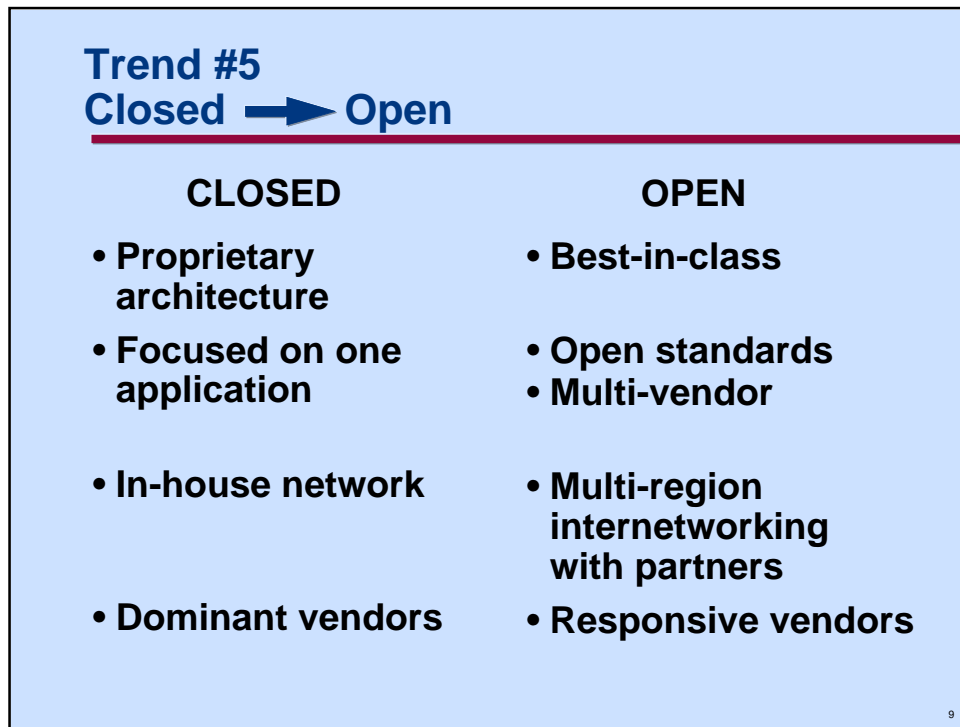 Trend #5
Closed Open
CLOSED
• Proprietary
architecture
• Focused on one
application
• In-house network
• Dominant vendors
OPEN
• Best-in-class
• Open standards
• Multi-vendor
• Multi-region
internetworking
with partners
• Responsive vendors
9